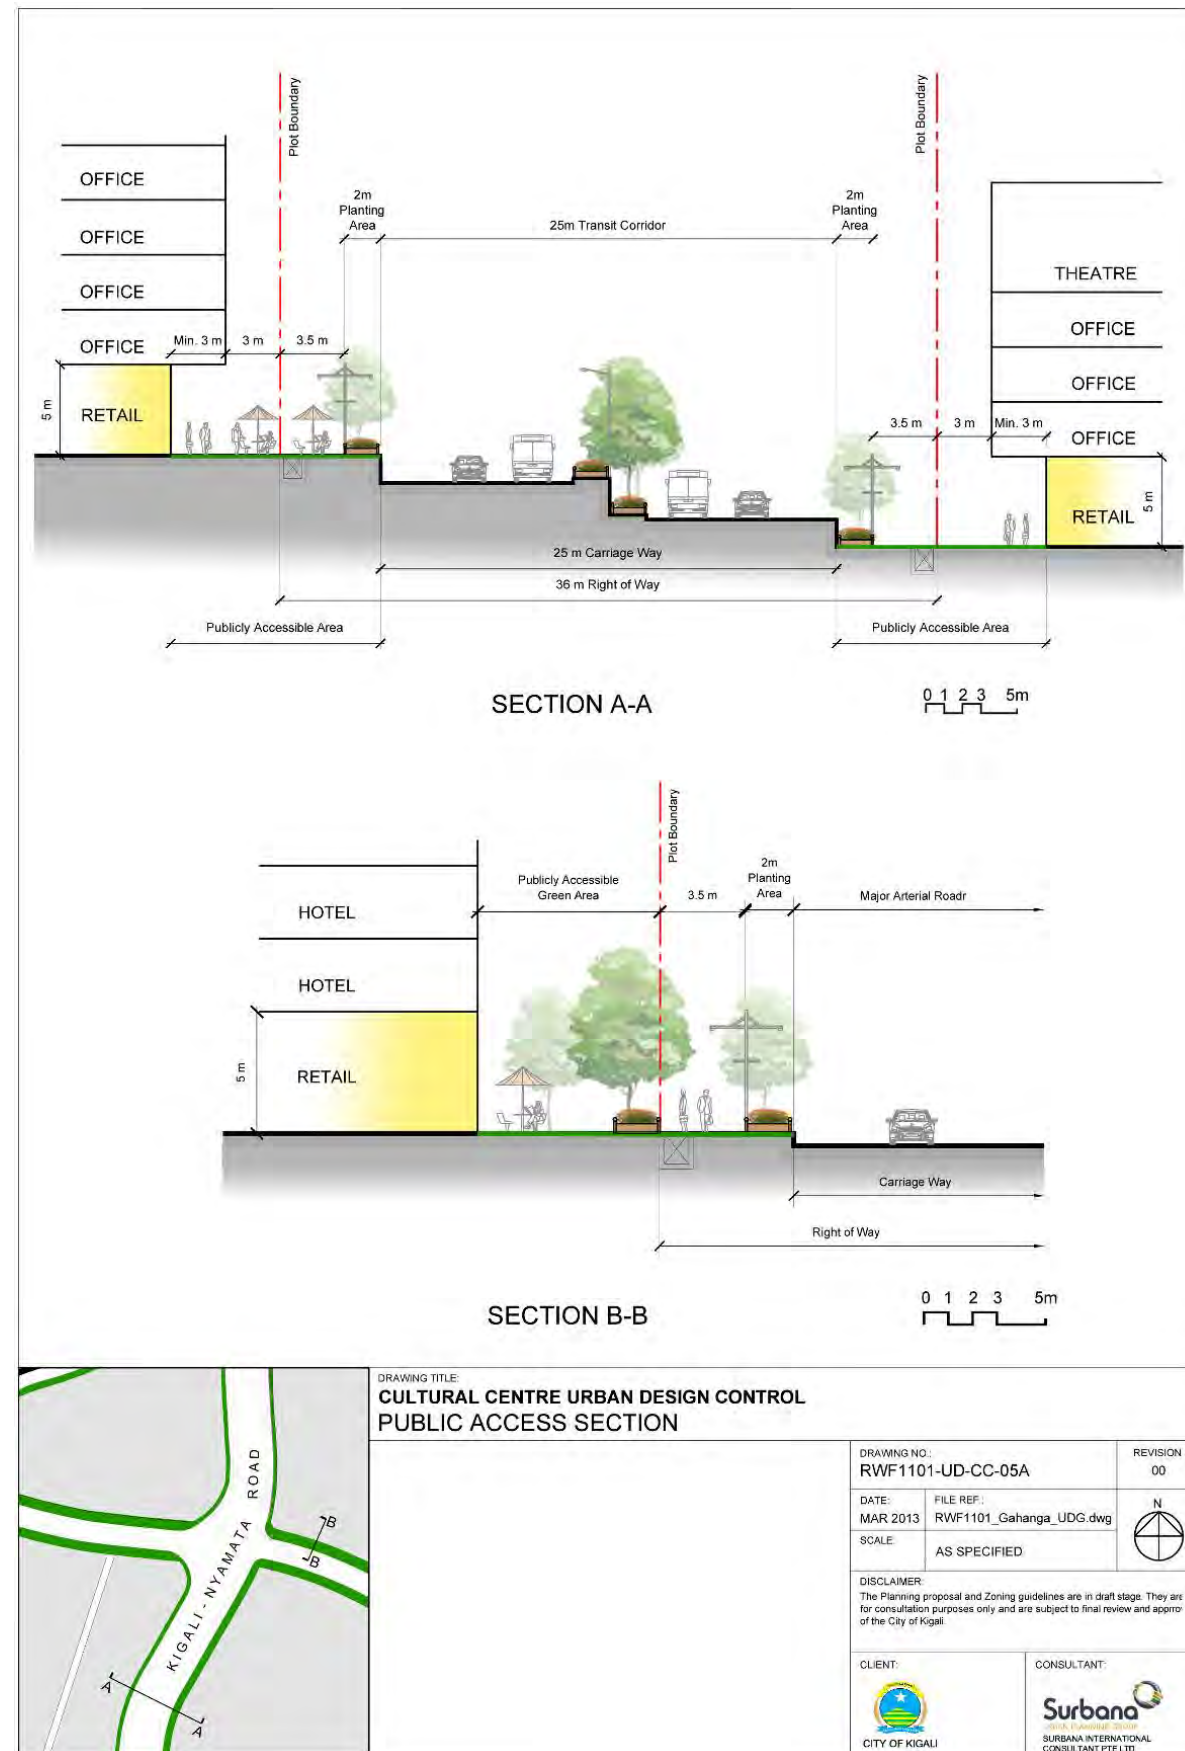 Plot Boundary
Plot Boundary
OFFICE
OFFICE
OFFICE
OFFICE
RETAIL
5 m
Min. 3 m
3 m
3.5 m
2m
Planting
Area
25m Transit Corridor
2m
Planting
Area
THEATRE
OFFICE
OFFICE
OFFICE
RETAIL
5 m
3.5 m
3 m
Min. 3 m
25 m Carriage Way
36 m Right of Way
Publicly Accessible Area
Publicly Accessible Area
SECTION A-A
0 1 2 3 5m
Plot Boundary
HOTEL
HOTEL
RETAIL
5 m
Publicly Accessible
Green Area
3.5 m
2m
Planting
Area
Major Arterial Roadr
Carriage Way
Right of Way
SECTION B-B
0 1 2 3 5m
KIGALI - NYAMATA ROAD
B
B
A
A
DRAWING TITLE:
CULTURAL CENTRE URBAN DESIGN CONTROL
PUBLIC ACCESS SECTION
DRAWING NO.:
RWF1101-UD-CC-05A
REVISION
00
DATE:
MAR 2013
FILE REF.:
RWF1101_Gahanga_UDG.dwg
N
SCALE:
AS SPECIFIED
DISCLAIMER:
The Planning proposal and Zoning guidelines are in draft stage. They are
for consultation purposes only and are subject to final review and approv
of the City of Kigali.
CLIENT:
CITY OF KIGALI
CONSULTANT:
Surbana
SURBANA INTERNATIONAL
CONSULTANT PTE LTD